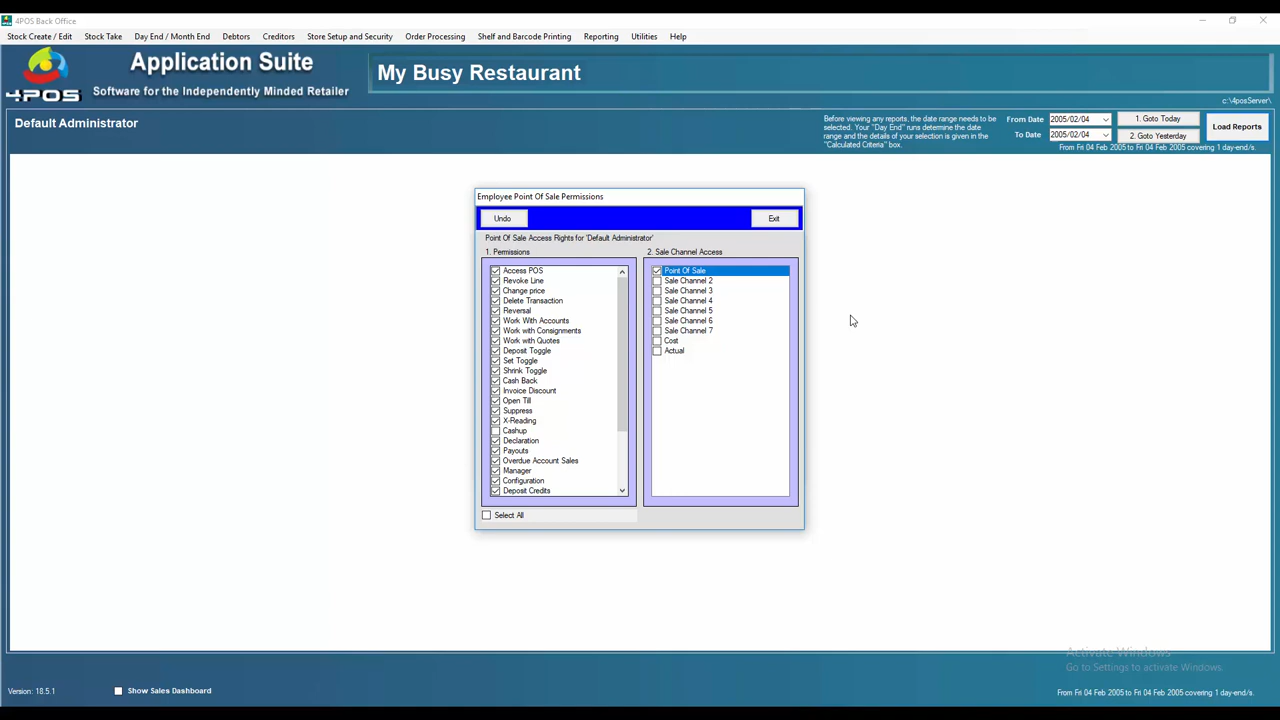 4POS Back Office
Stock Create / Edit Stock Take Day End / Month End Debtors Creditors Store Setup and Security Order Processing Shelf and Barcode Printing Reporting Utilities Help
4POS
Application Suite
Software for the Independently Minded Retailer
My Busy Restaurant
c:\4posServer\
Default Administrator
Before viewing any reports, the date range needs to be
selected. Your "Day End" runs determine the date
range and the details of your selection is given in the
"Calculated Criteria" box.
From Date 2005/02/04 1. Goto Today
To Date 2005/02/04 2. Goto Yesterday
Load Reports
From Fri 04 Feb 2005 to Fri 04 Feb 2005 covering 1 day-end/s.
Employee Point Of Sale Permissions
Undo Exit
Point Of Sale Access Rights for 'Default Administrator'
1. Permissions
Access POS
Revoke Line
Change price
Delete Transaction
Reversal
Work With Accounts
Work with Consignments
Work with Quotes
Deposit Toggle
Set Toggle
Shrink Toggle
Cash Back
Invoice Discount
Open Till
Suppress
X-Reading
Cashup
Declaration
Payouts
Overdue Account Sales
Manager
Configuration
Deposit Credits
Select All
2. Sale Channel Access
Point Of Sale
Sale Channel 2
Sale Channel 3
Sale Channel 4
Sale Channel 5
Sale Channel 6
Sale Channel 7
Cost
Actual
Activate Windows
Go to Settings to activate Windows.
Version: 18.5.1
Show Sales Dashboard
From Fri 04 Feb 2005 to Fri 04 Feb 2005 covering 1 day-end/s.